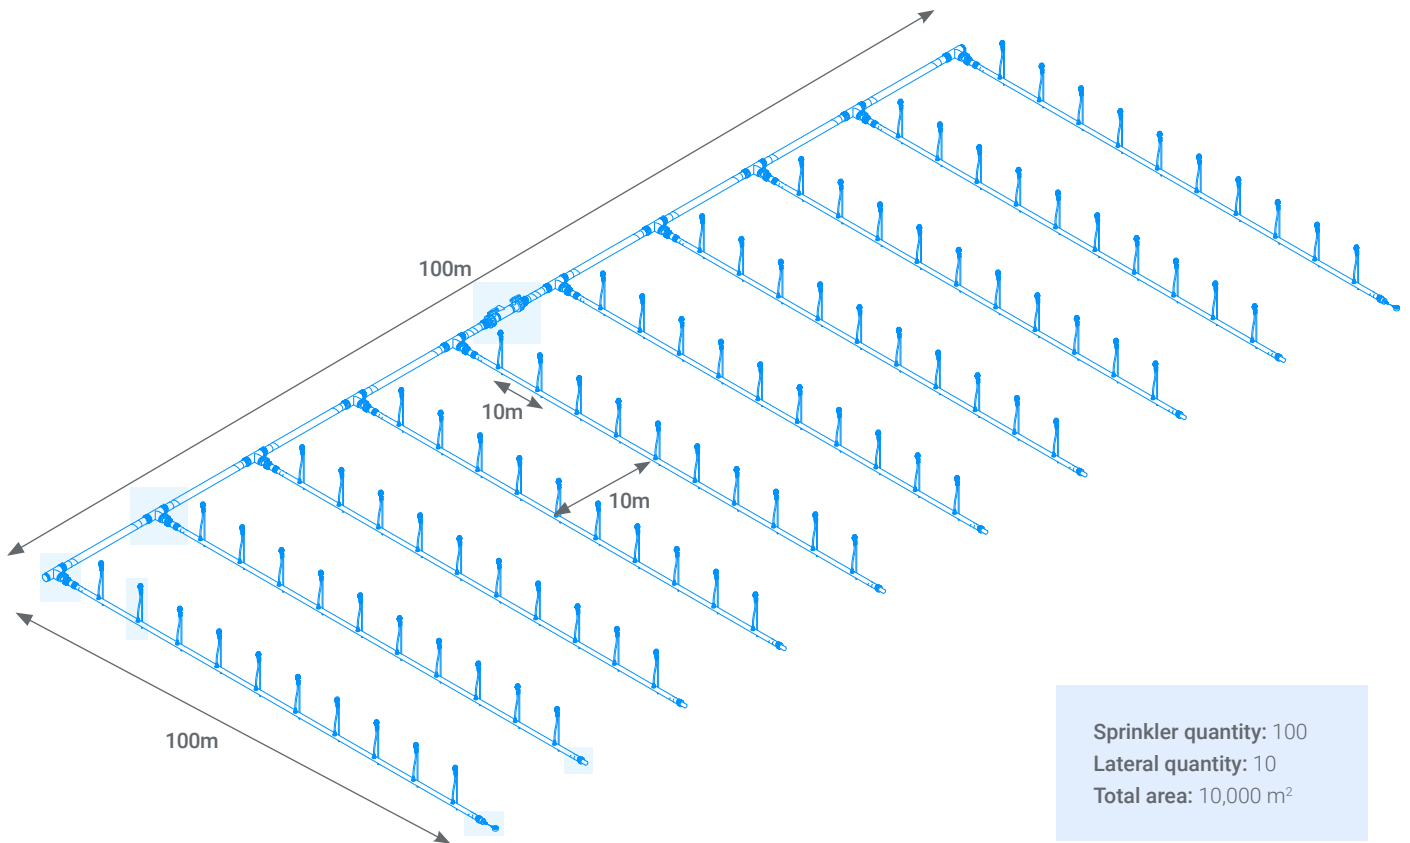 100m
10m
10m
100m
Sprinkler quantity: 100
Lateral quantity: 10
Total area: 10,000 m²